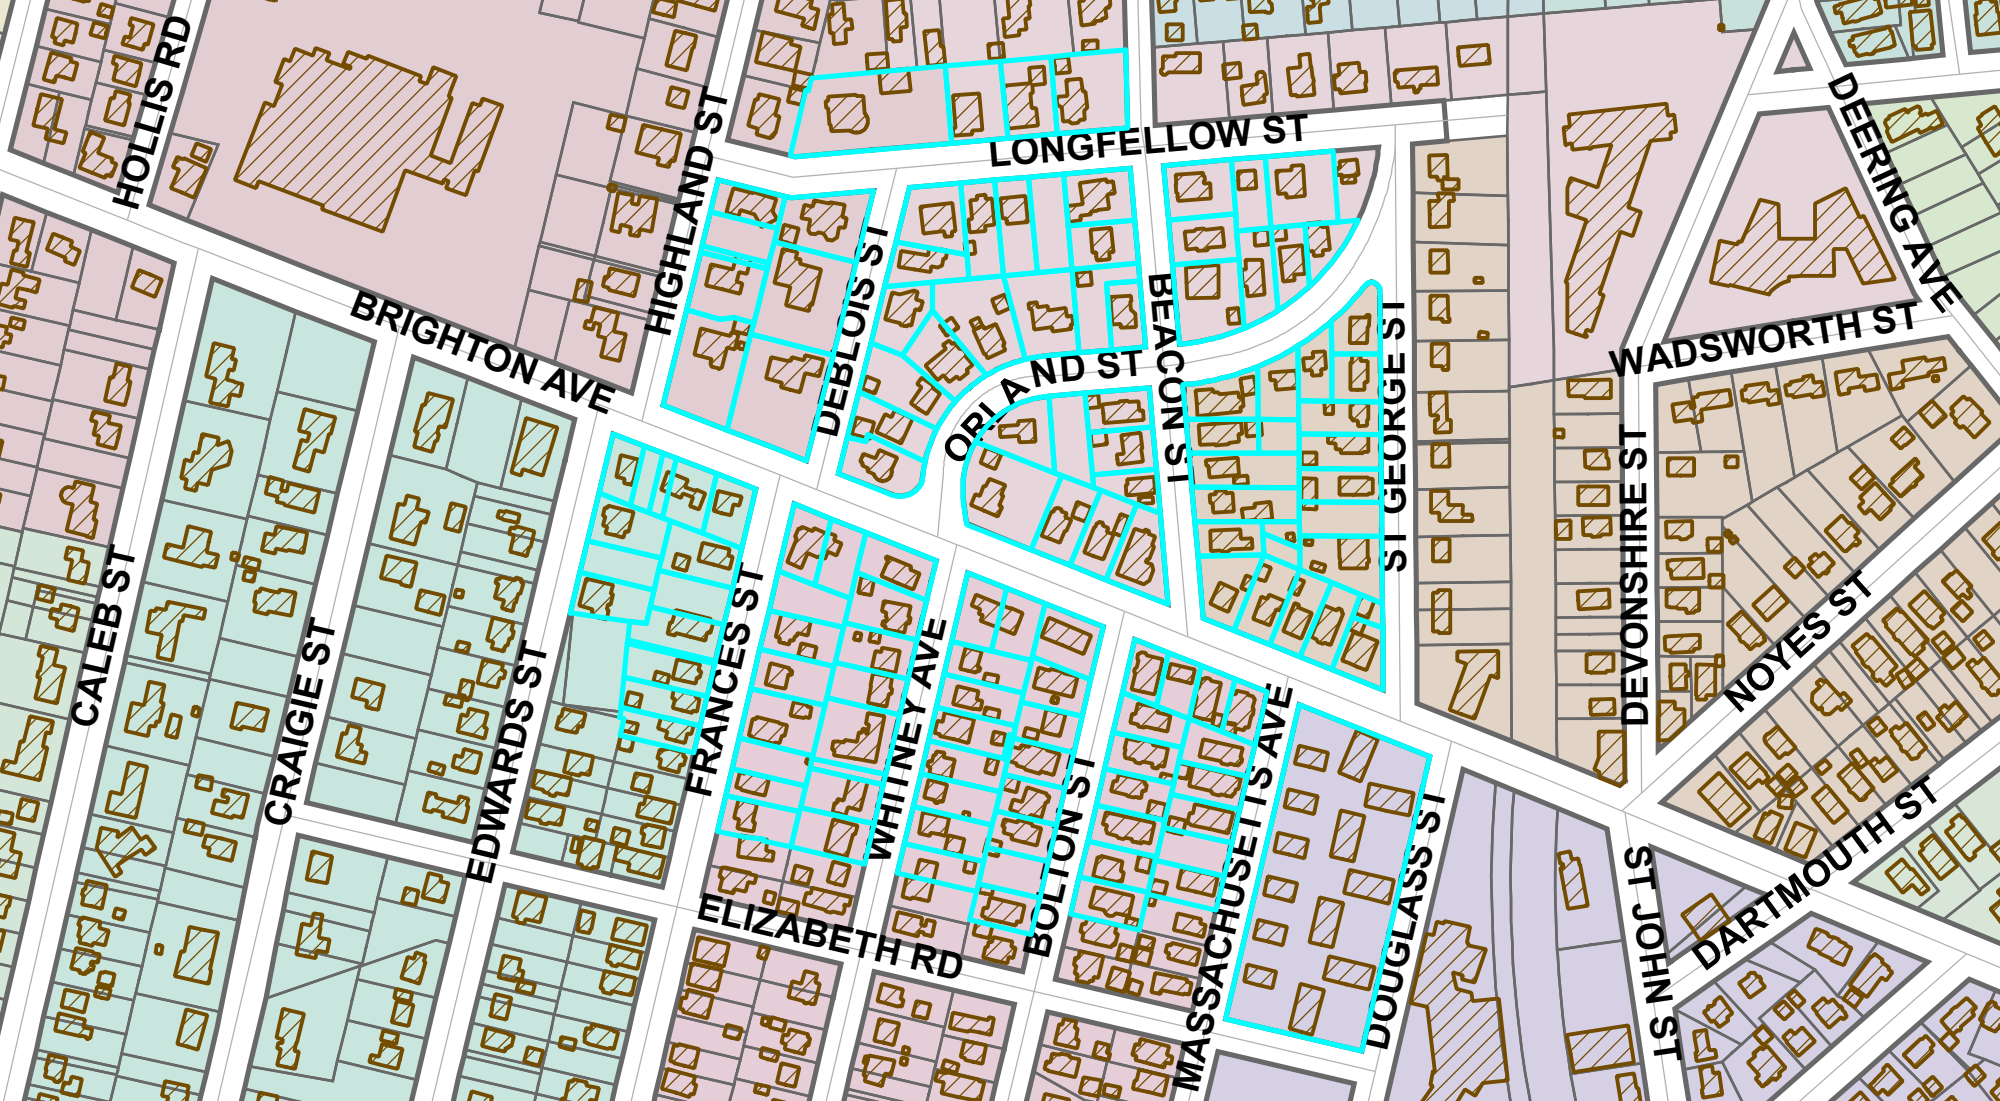 HOLLIS RD
HIGHLAND ST
LONGFELLOW ST
DEERING AVE
BRIGHTON AVE
DEBLOIS ST
ORLAND ST
BEACON ST
ST GEORGE ST
WADSWORTH ST
DEVONSHIRE ST
NOYES ST
CALEB ST
CRAIGIE ST
EDWARDS ST
FRANCES ST
WHITNEY AVE
BOLTON ST
MASSACHUSETTS AVE
DOUGLASS ST
ST JOHN ST
DARTMOUTH ST
ELIZABETH RD